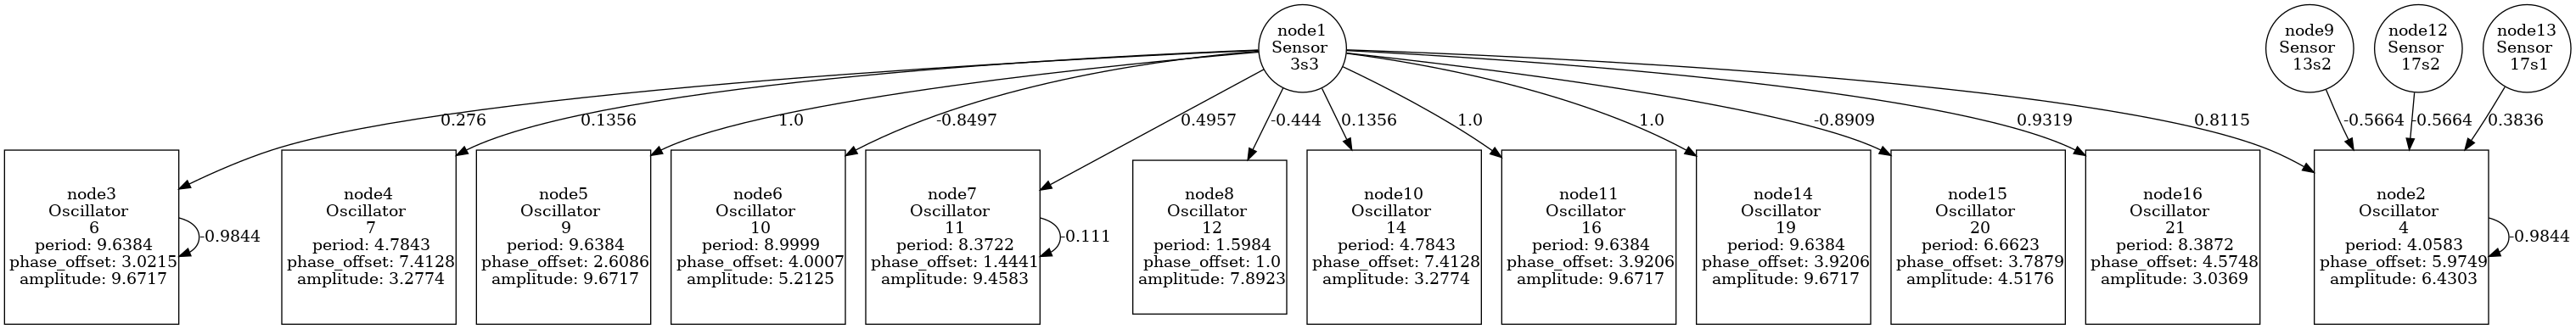 node1
Sensor
3s3
node9
Sensor
13s2
node12
Sensor
17s2
node13
Sensor
17s1
0.276
0.1356
1.0
-0.8497
0.4957
-0.444
0.1356
1.0
1.0
-0.8909
0.9319
0.8115
-0.5664
-0.5664
0.3836
node3
Oscillator
6
period: 9.6384
phase_offset: 3.0215
amplitude: 9.6717
-0.9844
node4
Oscillator
7
period: 4.7843
phase_offset: 7.4128
amplitude: 3.2774
node5
Oscillator
9
period: 9.6384
phase_offset: 2.6086
amplitude: 9.6717
node6
Oscillator
10
period: 8.9999
phase_offset: 4.0007
amplitude: 5.2125
node7
Oscillator
11
period: 8.3722
phase_offset: 1.4441
amplitude: 9.4583
-0.111
node8
Oscillator
12
period: 1.5984
phase_offset: 1.0
amplitude: 7.8923
node10
Oscillator
14
period: 4.7843
phase_offset: 7.4128
amplitude: 3.2774
node11
Oscillator
16
period: 9.6384
phase_offset: 3.9206
amplitude: 9.6717
node14
Oscillator
19
period: 9.6384
phase_offset: 3.9206
amplitude: 9.6717
node15
Oscillator
20
period: 6.6623
phase_offset: 3.7879
amplitude: 4.5176
node16
Oscillator
21
period: 8.3872
phase_offset: 4.5748
amplitude: 3.0369
node2
Oscillator
4
period: 4.0583
phase_offset: 5.9749
amplitude: 6.4303
-0.9844